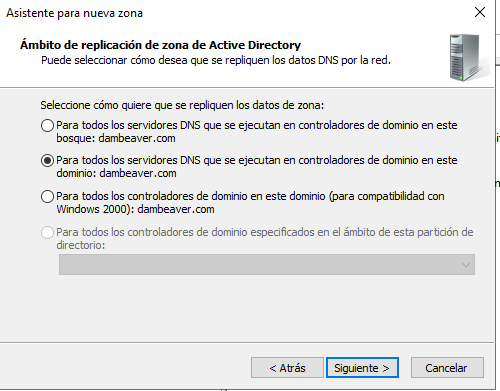 Asistente para nueva zona
Ámbito de replicación de zona de Active Directory
Puede seleccionar cómo desea que se repliquen los datos DNS por la red.
Seleccione cómo quiere que se repliquen los datos de zona:
Para todos los servidores DNS que se ejecutan en controladores de dominio en este
bosque: dambeaver.com
Para todos los servidores DNS que se ejecutan en controladores de dominio en este
dominio: dambeaver.com
Para todos los controladores de dominio en este dominio (para compatibilidad con
Windows 2000): dambeaver.com
Para todos los controladores de dominio especificados en el ámbito de esta partición de
directorio:
< Atrás
Siguiente >
Cancelar